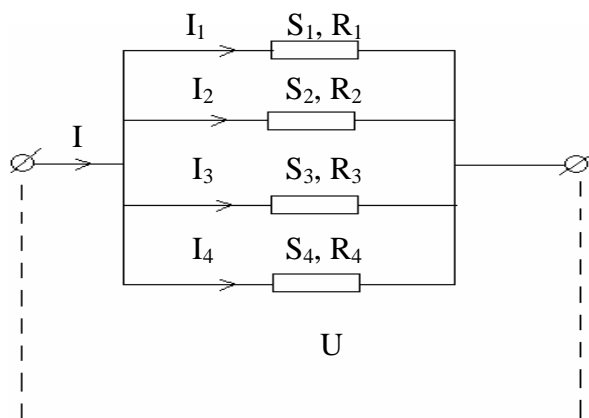 I₁ S₁, R₁
I₂ S₂, R₂
I
I₃ S₃, R₃
I₄ S₄, R₄
U